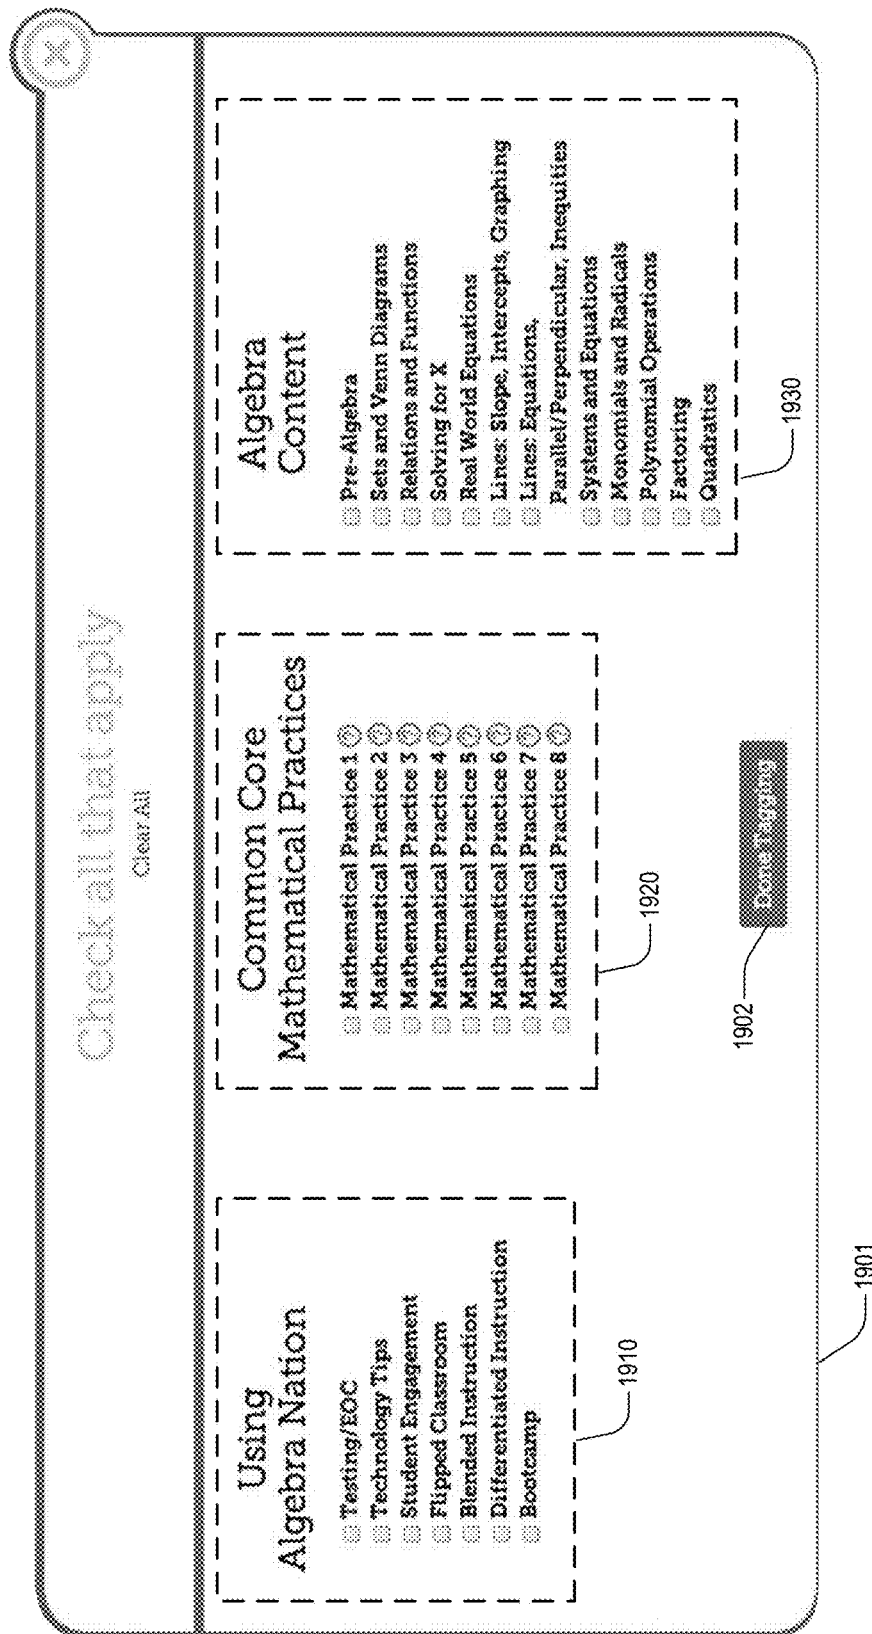 Check all that apply
Clear All
Using
Algebra Nation
Testing/EOC
Technology Tips
Student Engagement
Flipped Classroom
Blended Instruction
Differentiated Instruction
Bootcamp
1910
Common Core
Mathematical Practices
Mathematical Practice 1 ?
Mathematical Practice 2 ?
Mathematical Practice 3 ?
Mathematical Practice 4 ?
Mathematical Practice 5 ?
Mathematical Practice 6 ?
Mathematical Practice 7 ?
Mathematical Practice 8 ?
1920
Algebra
Content
Pre-Algebra
Sets and Venn Diagrams
Relations and Functions
Solving for X
Real World Equations
Lines: Slope, Intercepts, Graphing
Lines: Equations,
Parallel/Perpendicular, Inequities
Systems and Equations
Monomials and Radicals
Polynomial Operations
Factoring
Quadratics
1930
Done Tagging
1902
1901